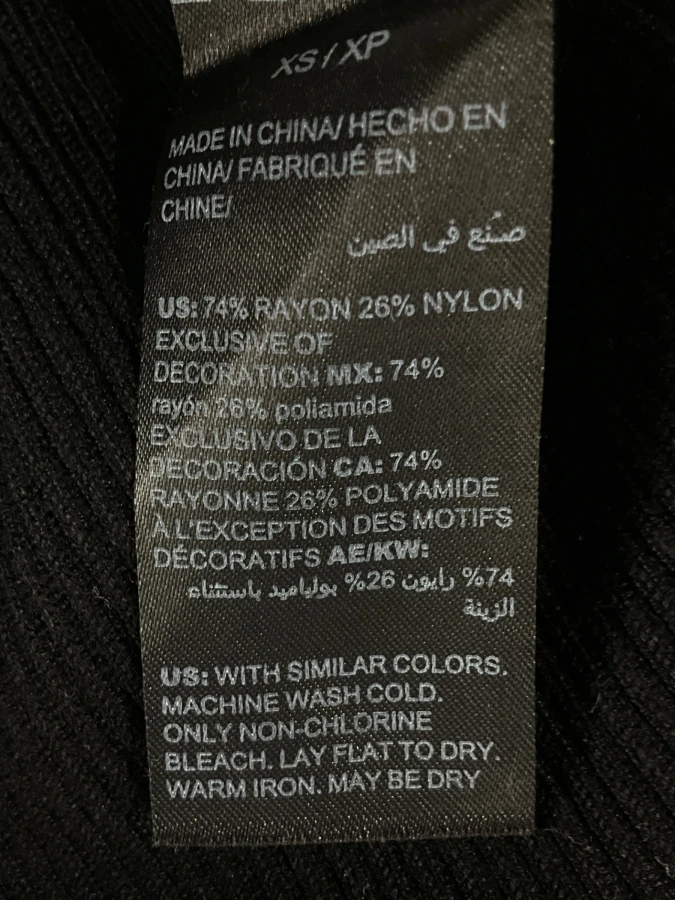 XS / XP
MADE IN CHINA/ HECHO EN
CHINA/ FABRIQUÉ EN
CHINE/
صُنع في الصين
US: 74% RAYON 26% NYLON
EXCLUSIVE OF
DECORATION MX: 74%
rayón 26% poliamida
EXCLUSIVO DE LA
DECORACIÓN CA: 74%
RAYONNE 26% POLYAMIDE
À L'EXCEPTION DES MOTIFS
DÉCORATIFS AE/KW:
74% رايون 26% بولياميد باستثناء
الزينة
US: WITH SIMILAR COLORS.
MACHINE WASH COLD.
ONLY NON-CHLORINE
BLEACH. LAY FLAT TO DRY.
WARM IRON. MAY BE DRY